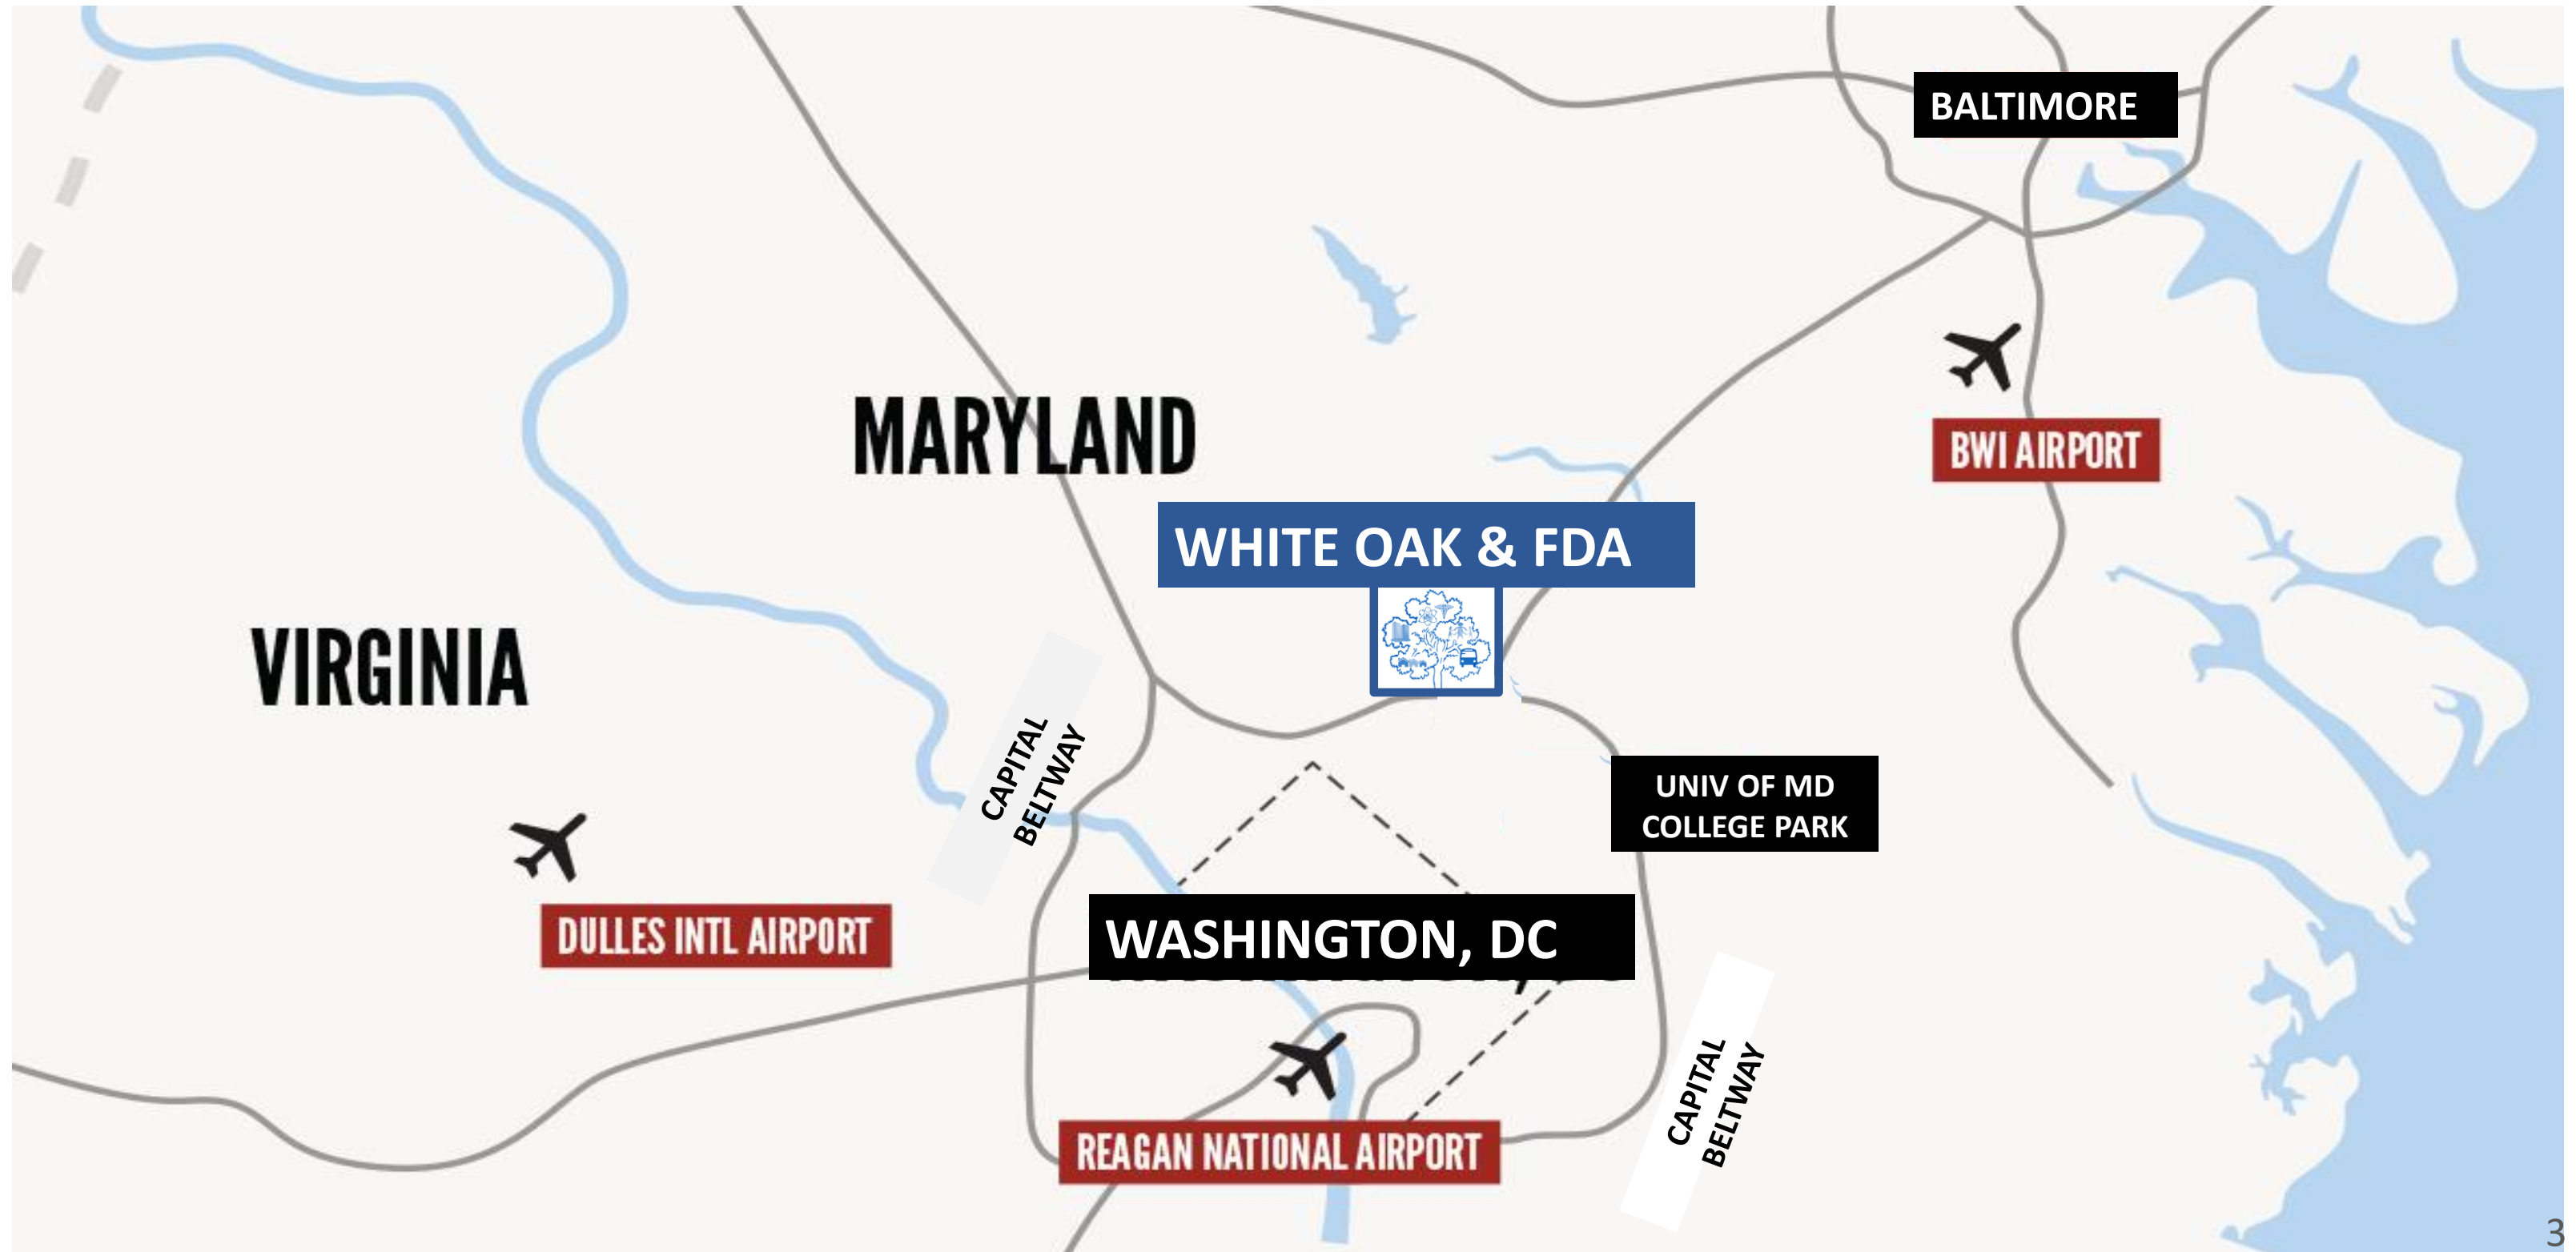 BALTIMORE
MARYLAND
BWI AIRPORT
WHITE OAK & FDA
VIRGINIA
CAPITAL
BELTWAY
UNIV OF MD
COLLEGE PARK
DULLES INTL AIRPORT
WASHINGTON, DC
CAPITAL
BELTWAY
REAGAN NATIONAL AIRPORT
3